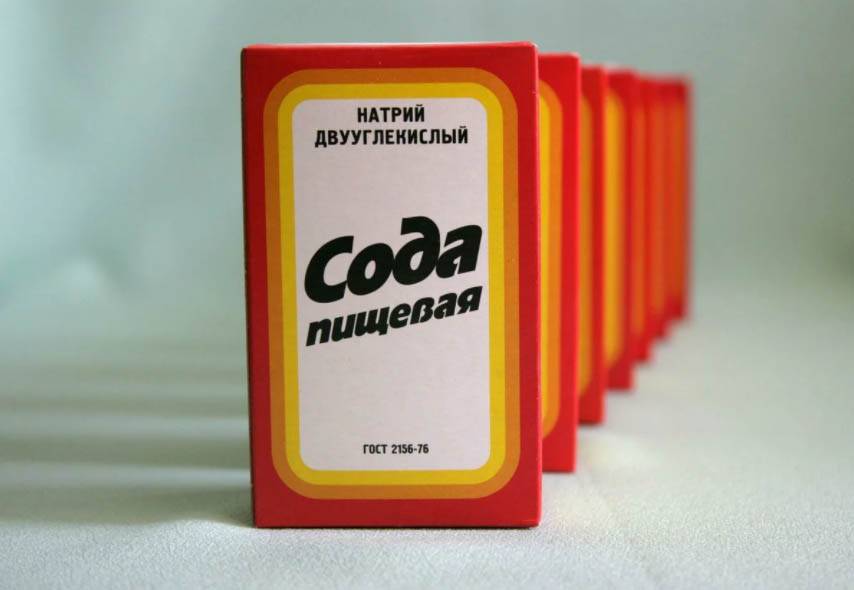 НАТРИЙ
ДВУУГЛЕКИСЛЫЙ
Сода
пищевая
ГОСТ 2156-76